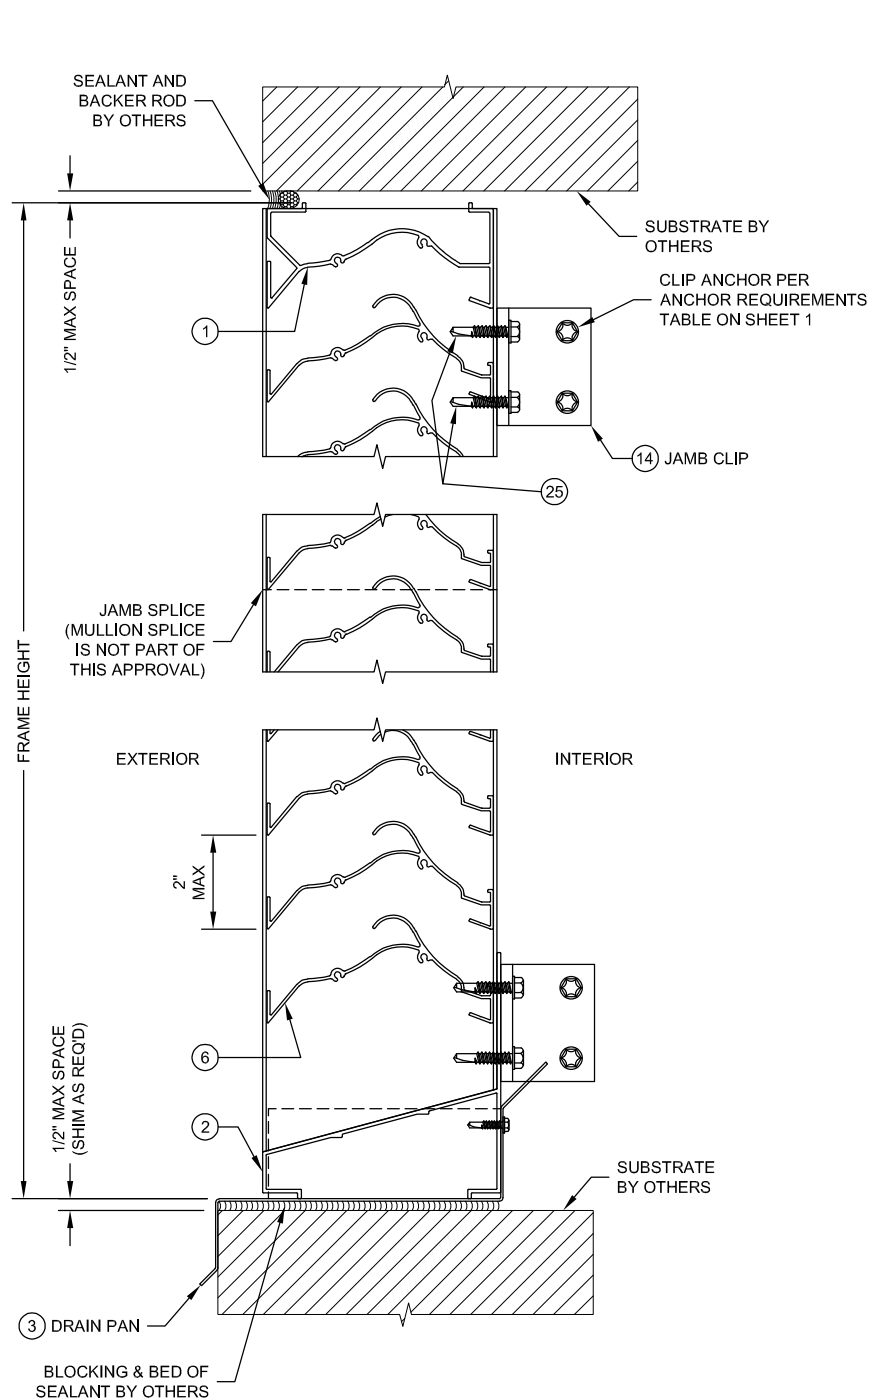 SEALANT AND
BACKER ROD
BY OTHERS
SUBSTRATE BY
OTHERS
1/2" MAX SPACE
CLIP ANCHOR PER
ANCHOR REQUIREMENTS
TABLE ON SHEET 1
1
14 JAMB CLIP
25
JAMB SPLICE
(MULLION SPLICE
IS NOT PART OF
THIS APPROVAL)
FRAME HEIGHT
EXTERIOR
INTERIOR
2"
MAX
6
1/2" MAX SPACE
(SHIM AS REQ'D)
2
SUBSTRATE
BY OTHERS
3 DRAIN PAN
BLOCKING & BED OF
SEALANT BY OTHERS